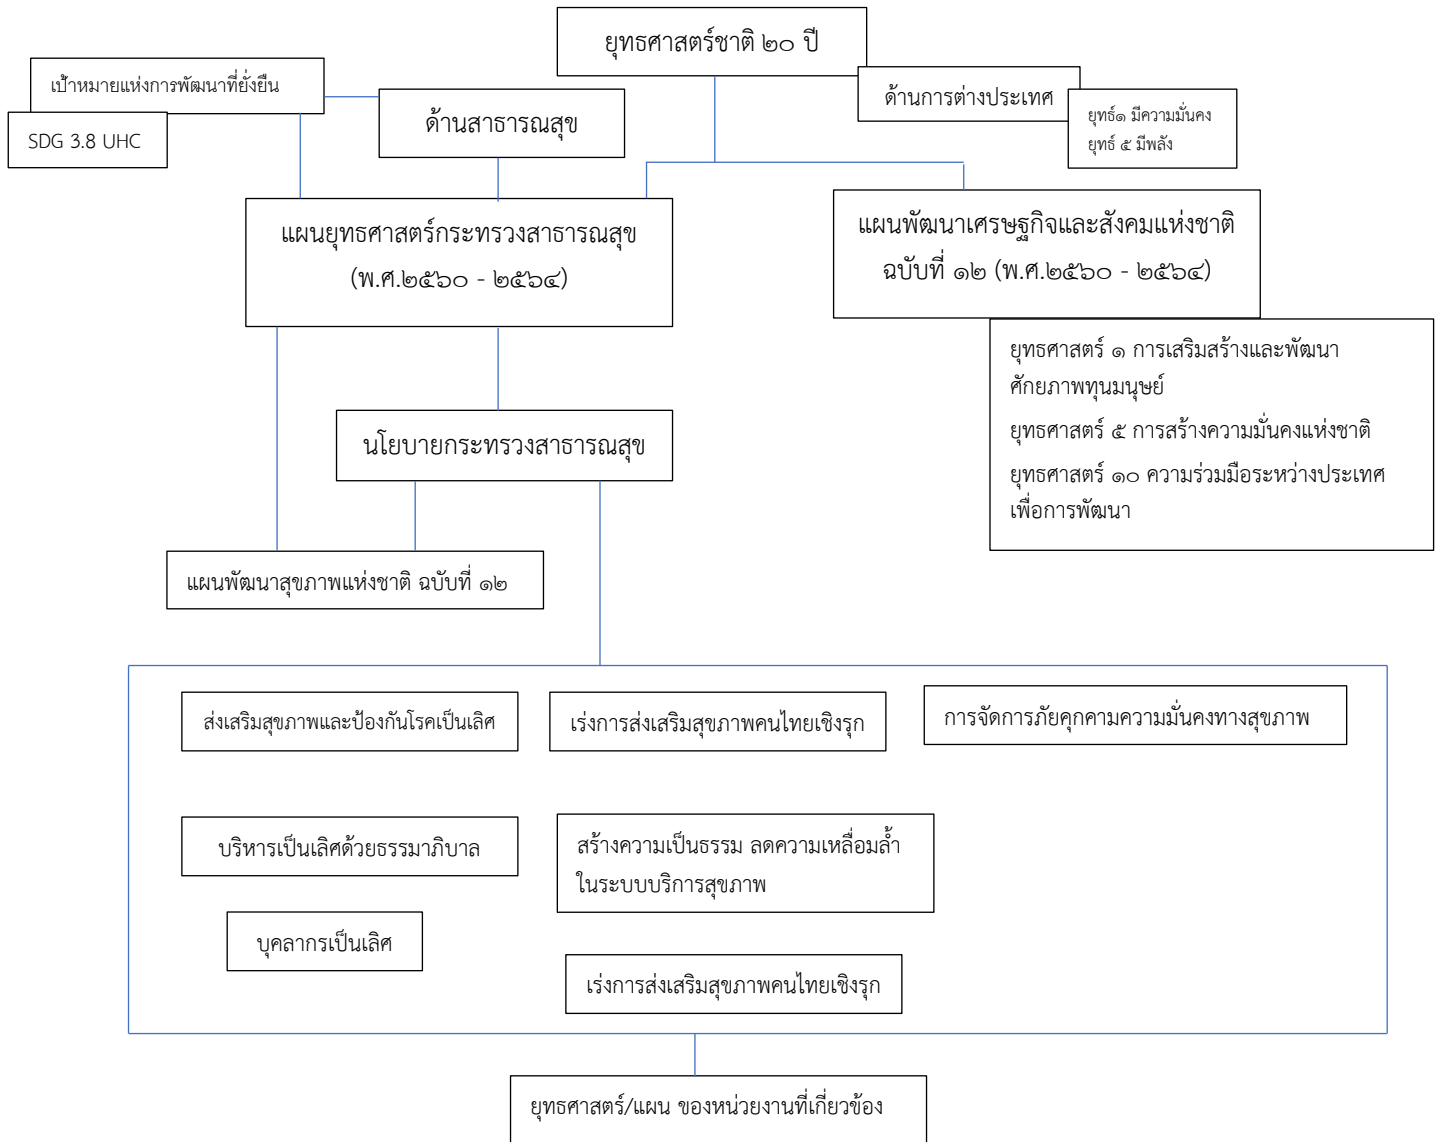 ยุทธศาสตร์ชาติ ๒๐ ปี
เป้าหมายแห่งการพัฒนาที่ยั่งยืน
SDG 3.8 UHC
ด้านสาธารณสุข
ด้านการต่างประเทศ
ยุทธ์๑ มีความมั่นคง
ยุทธ์ ๕ มีพลัง
แผนยุทธศาสตร์กระทรวงสาธารณสุข
(พ.ศ.๒๕๖๐ - ๒๕๖๔)
แผนพัฒนาเศรษฐกิจและสังคมแห่งชาติ
ฉบับที่ ๑๒ (พ.ศ.๒๕๖๐ - ๒๕๖๔)
ยุทธศาสตร์ ๑ การเสริมสร้างและพัฒนา
ศักยภาพทุนมนุษย์
ยุทธศาสตร์ ๕ การสร้างความมั่นคงแห่งชาติ
ยุทธศาสตร์ ๑๐ ความร่วมมือระหว่างประเทศ
เพื่อการพัฒนา
นโยบายกระทรวงสาธารณสุข
แผนพัฒนาสุขภาพแห่งชาติ ฉบับที่ ๑๒
ส่งเสริมสุขภาพและป้องกันโรคเป็นเลิศ
เร่งการส่งเสริมสุขภาพคนไทยเชิงรุก
การจัดการภัยคุกคามความมั่นคงทางสุขภาพ
บริหารเป็นเลิศด้วยธรรมาภิบาล
สร้างความเป็นธรรม ลดความเหลื่อมล้ำ
ในระบบบริการสุขภาพ
บุคลากรเป็นเลิศ
เร่งการส่งเสริมสุขภาพคนไทยเชิงรุก
ยุทธศาสตร์/แผน ของหน่วยงานที่เกี่ยวข้อง